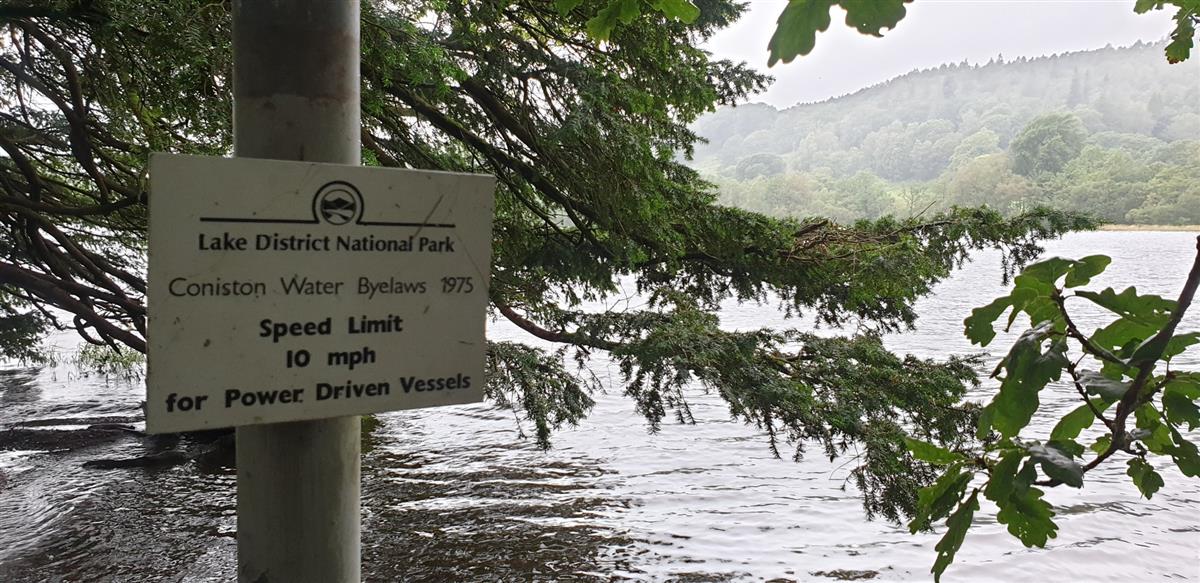 Lake District National Park
Coniston Water Byelaws 1975
Speed Limit
10 mph
for Power Driven Vessels